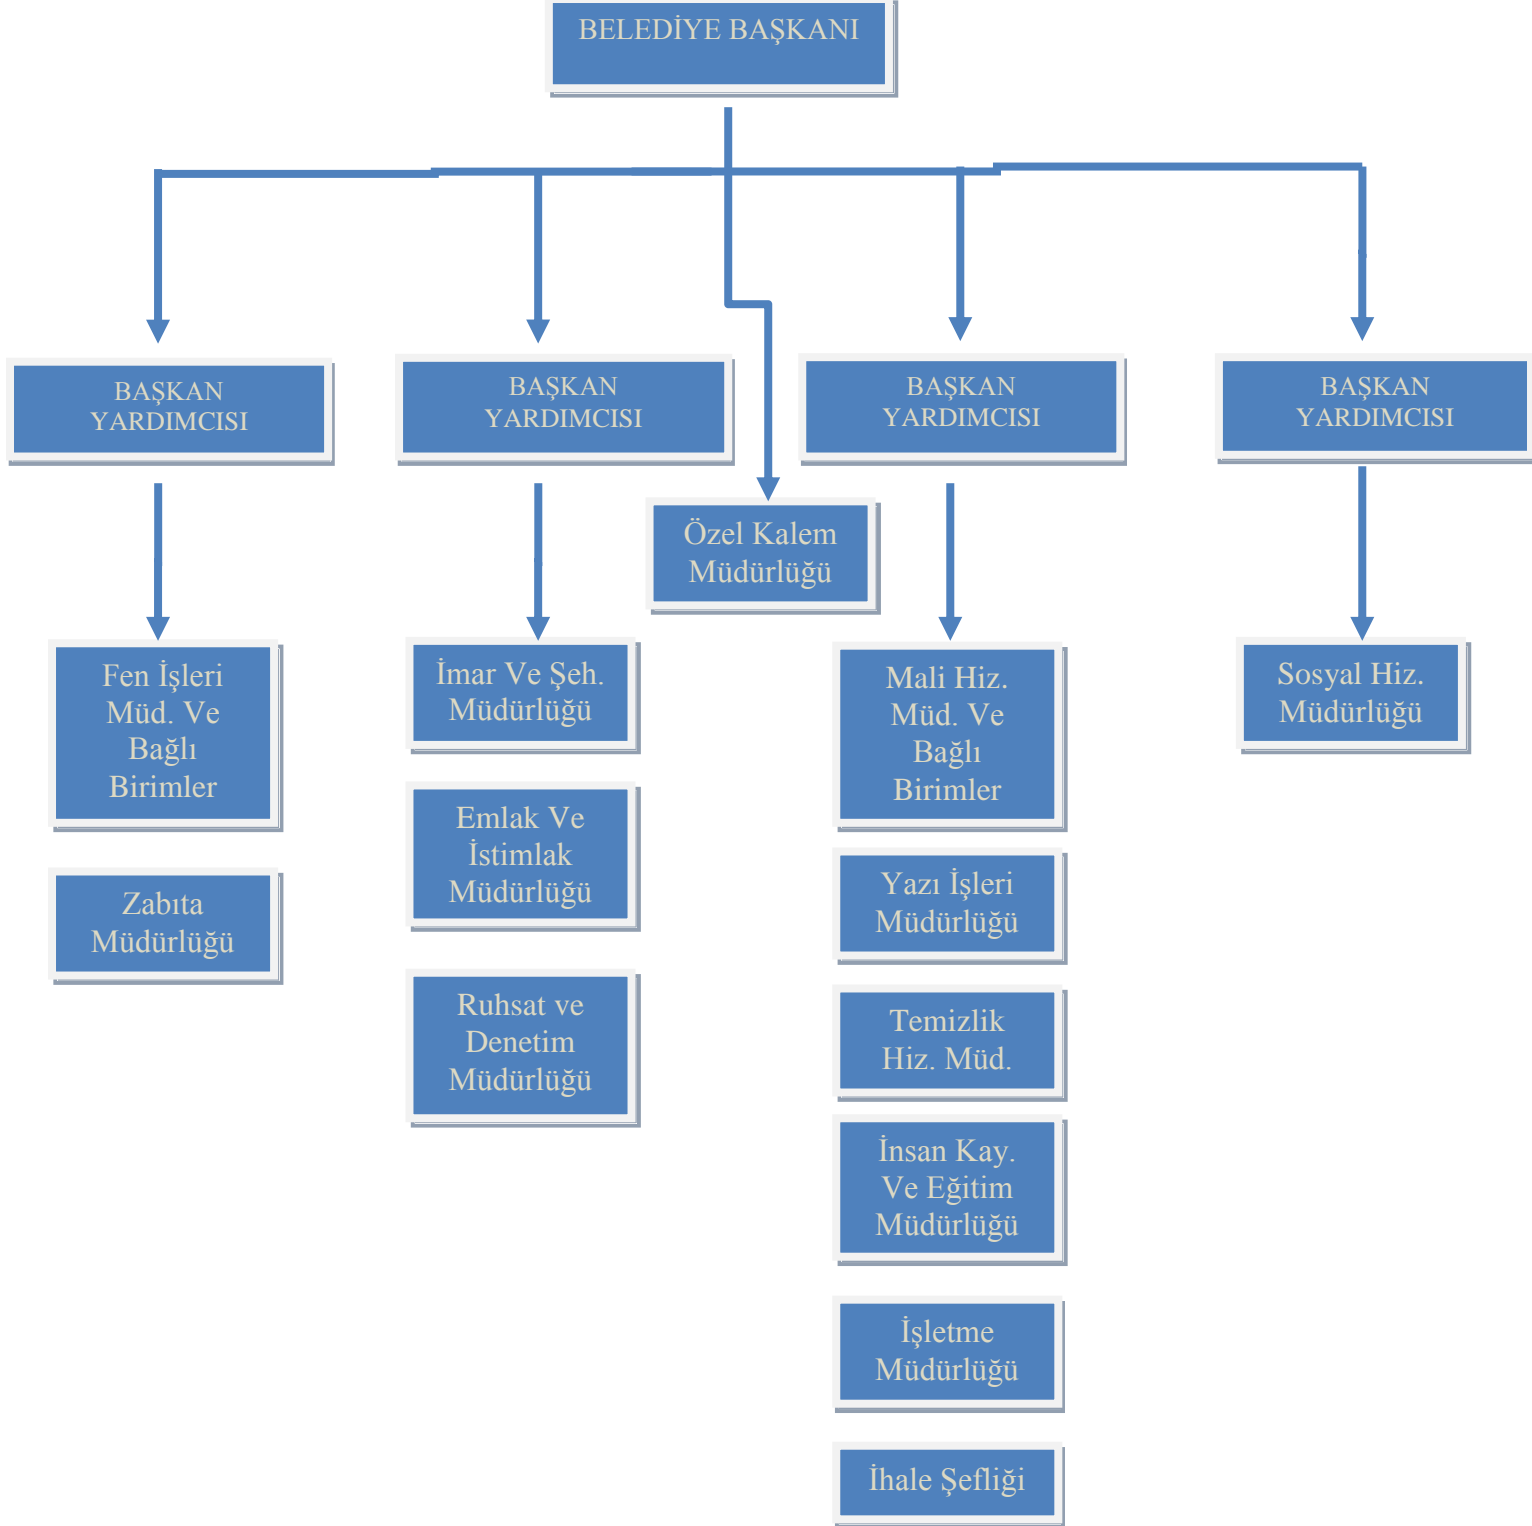 BELEDİYE BAŞKANI
BAŞKAN
YARDIMCISI
BAŞKAN
YARDIMCISI
BAŞKAN
YARDIMCISI
BAŞKAN
YARDIMCISI
Özel Kalem
Müdürlüğü
Fen İşleri
Müd. Ve
Bağlı
Birimler
Zabıta
Müdürlüğü
İmar Ve Şeh.
Müdürlüğü
Emlak Ve
İstimlak
Müdürlüğü
Ruhsat ve
Denetim
Müdürlüğü
Mali Hiz.
Müd. Ve
Bağlı
Birimler
Yazı İşleri
Müdürlüğü
Temizlik
Hiz. Müd.
İnsan Kay.
Ve Eğitim
Müdürlüğü
İşletme
Müdürlüğü
İhale Şefliği
Sosyal Hiz.
Müdürlüğü